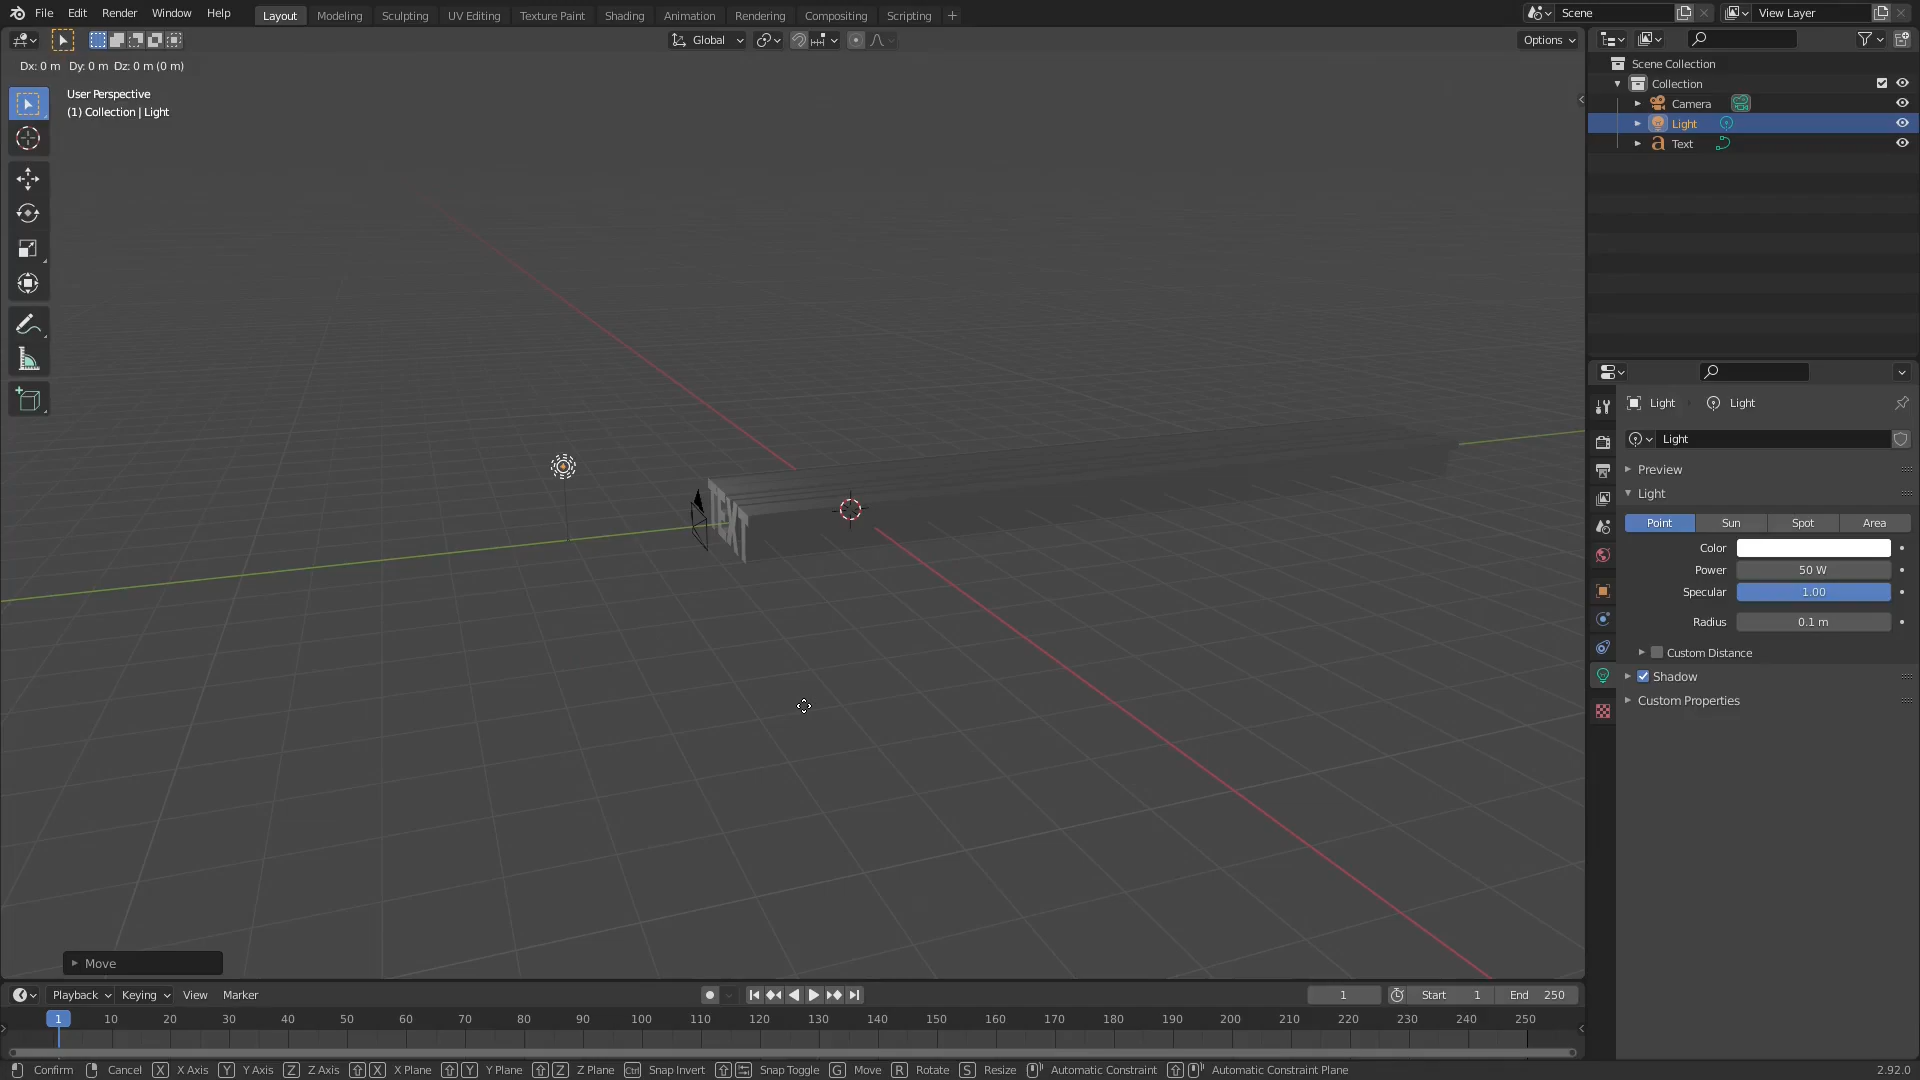 File Edit Render Window Help Layout Modeling Sculpting UV Editing Texture Paint Shading Animation Rendering Compositing Scripting + Scene View Layer
Global Options
Dx: 0 m Dy: 0 m Dz: 0 m (0 m)
User Perspective
(1) Collection | Light
Scene Collection
Collection
Camera
Light
a Text
TEXT
Light Light
Light
Preview
Light
Point Sun Spot Area
Color
Power 50 W
Specular 1.00
Radius 0.1 m
Custom Distance
Shadow
Custom Properties
Move
Playback Keying View Marker 1 Start 1 End 250
1 10 20 30 40 50 60 70 80 90 100 110 120 130 140 150 160 170 180 190 200 210 220 230 240 250
Confirm Cancel X X Axis Y Y Axis Z Z Axis X X Plane Y Y Plane Z Z Plane Ctrl Snap Invert Snap Toggle G Move R Rotate S Resize Automatic Constraint Automatic Constraint Plane 2.92.0